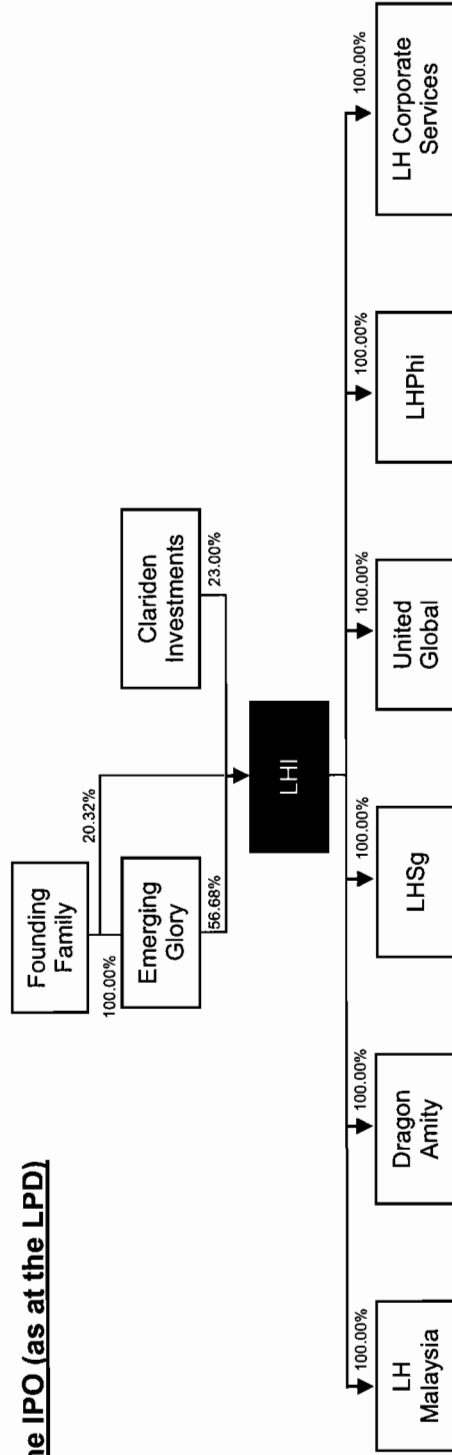 ne IPO (as at the LPD)
Founding
Family
100.00%
20.32%
Emerging
Glory
Clariden
Investments
56.68%
23.00%
LHI
100.00%
100.00%
100.00%
100.00%
100.00%
100.00%
LH
Malaysia
Dragon
Amity
LHSg
United
Global
LHPhi
LH Corporate
Services